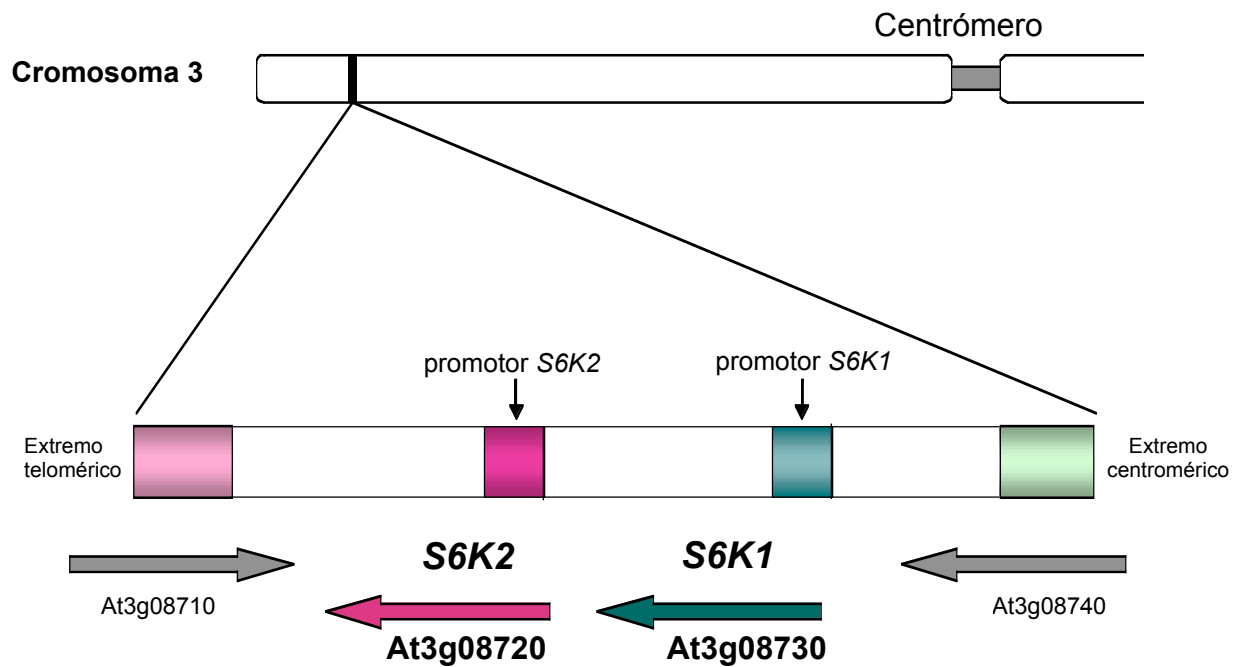 Centrómero
Cromosoma 3
promotor S6K2
promotor S6K1
Extremo
telomérico
Extremo
centromérico
S6K2
S6K1
At3g08710
At3g08740
At3g08720
At3g08730